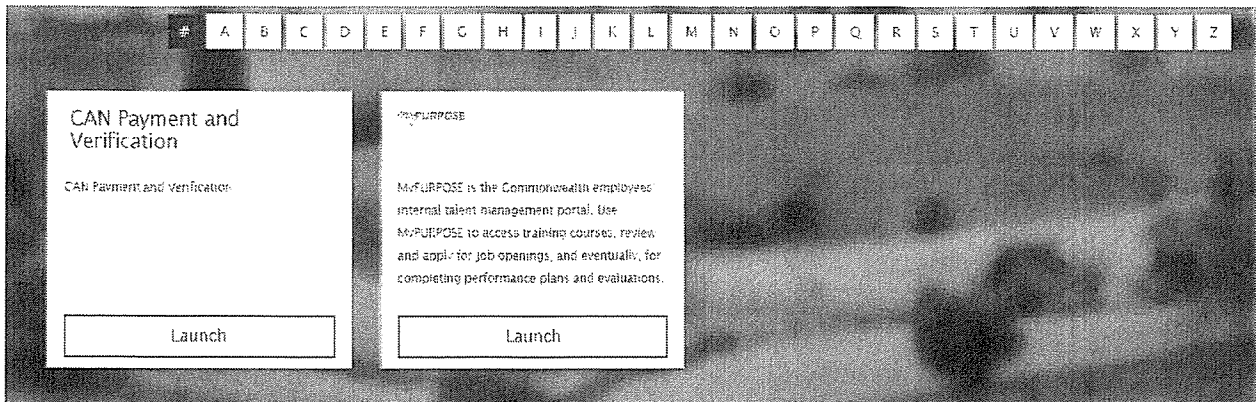 # A B C D E F G H I J K L M N O P Q R S T U V W X Y Z
CAN Payment and
Verification
CAN Payment and Verification
Launch
MyPURPOSE
MyPURPOSE is the Commonwealth employees'
internal talent management portal. Use
MyPURPOSE to access training courses, review
and apply for job openings, and eventually, for
completing performance plans and evaluations.
Launch